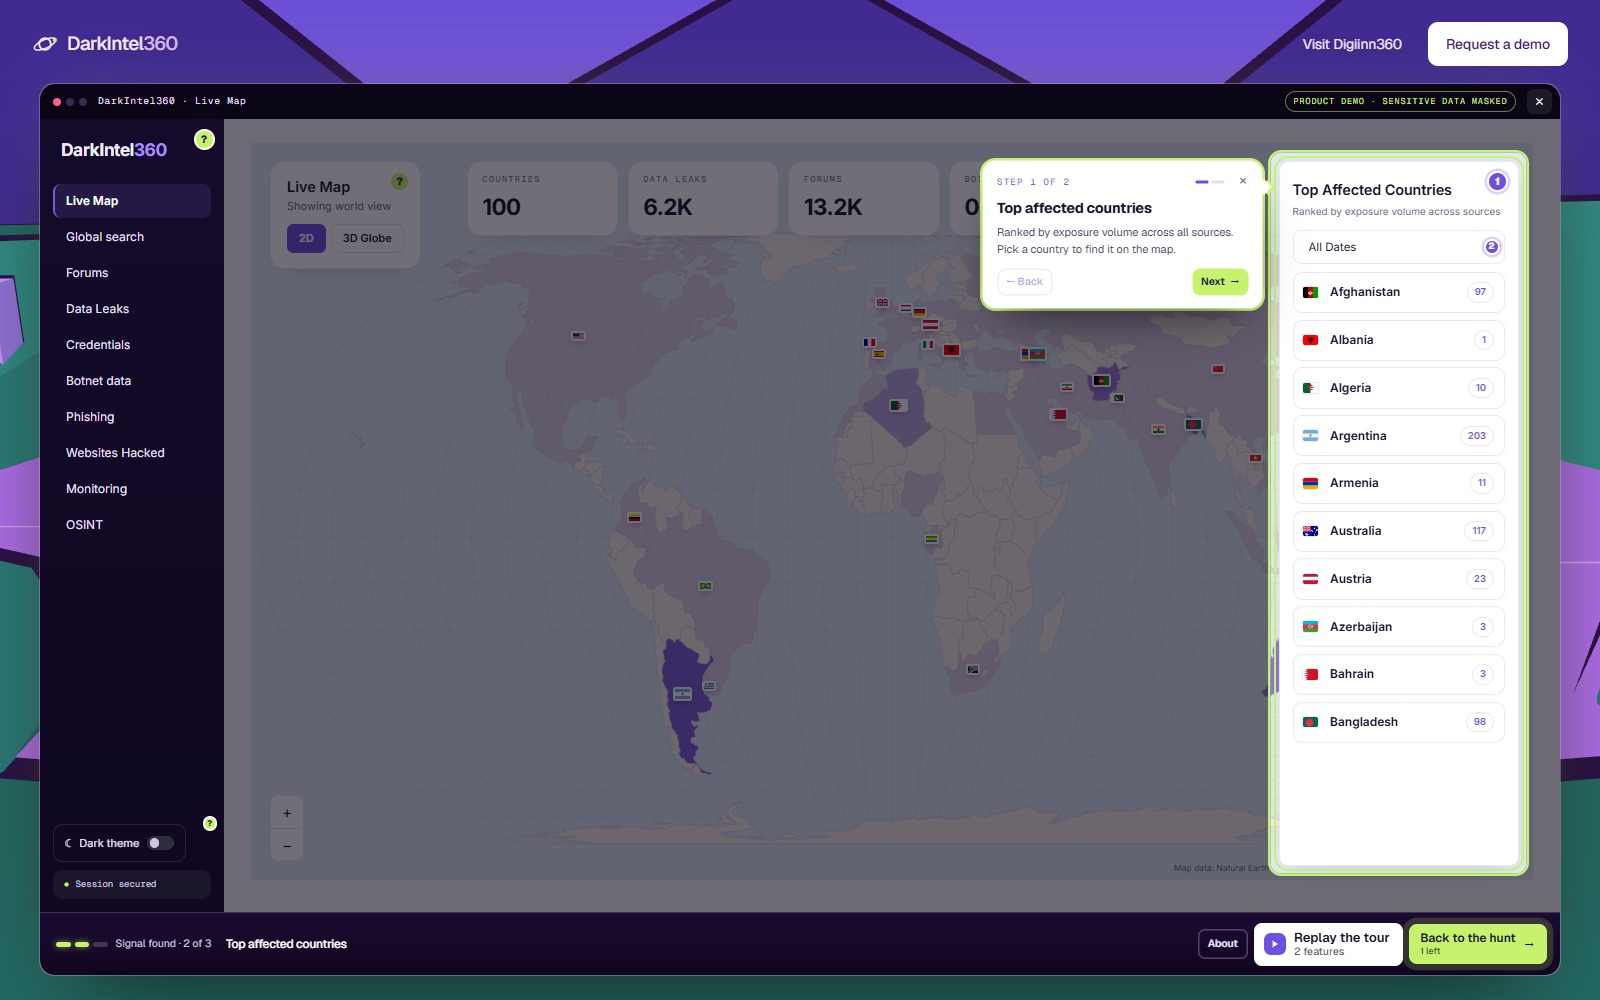 DarkIntel360
Visit Digiinn360
Request a demo
DarkIntel360 · Live Map
PRODUCT DEMO · SENSITIVE DATA MASKED
×
DarkIntel360
?
Live Map
Global search
Forums
Data Leaks
Credentials
Botnet data
Phishing
Websites Hacked
Monitoring
OSINT
?
Dark theme
Session secured
Live Map
?
Showing world view
2D
3D Globe
COUNTRIES
100
DATA LEAKS
6.2K
FORUMS
13.2K
STEP 1 OF 2
×
Top affected countries
Ranked by exposure volume across all sources.
Pick a country to find it on the map.
← Back
Next →
Top Affected Countries
1
Ranked by exposure volume across sources
All Dates
2
Afghanistan 97
Albania 1
Algeria 10
Argentina 203
Armenia 11
Australia 117
Austria 23
Azerbaijan 3
Bahrain 3
Bangladesh 98
+
−
Map data: Natural Earth
Signal found · 2 of 3
Top affected countries
About
Replay the tour
2 features
Back to the hunt →
1 left